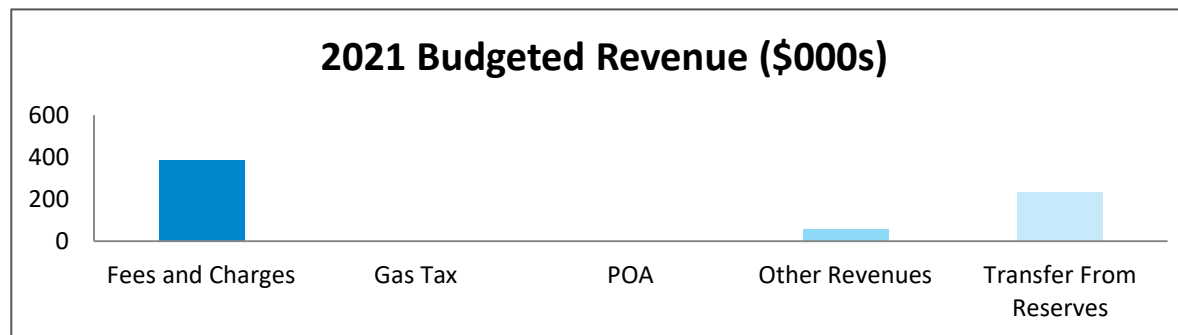 2021 Budgeted Revenue ($000s)
600
400
200
0
Fees and Charges
Gas Tax
POA
Other Revenues
Transfer From
Reserves